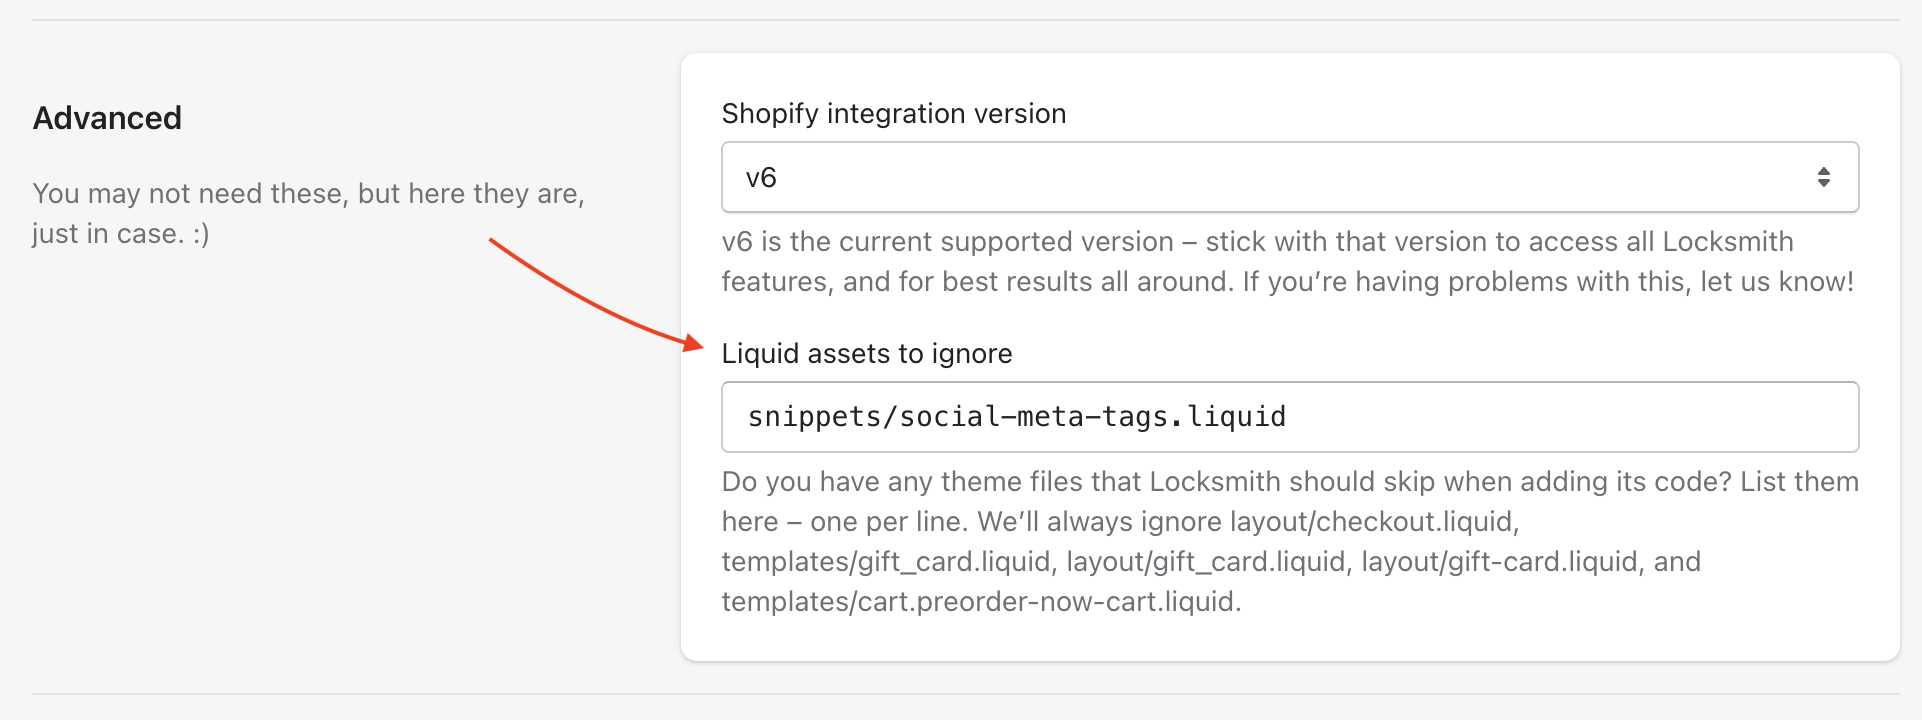 Advanced
You may not need these, but here they are,
just in case. :)
Shopify integration version
v6
v6 is the current supported version – stick with that version to access all Locksmith
features, and for best results all around. If you’re having problems with this, let us know!
Liquid assets to ignore
snippets/social-meta-tags.liquid
Do you have any theme files that Locksmith should skip when adding its code? List them
here – one per line. We’ll always ignore layout/checkout.liquid,
templates/gift_card.liquid, layout/gift_card.liquid, layout/gift-card.liquid, and
templates/cart.preorder-now-cart.liquid.